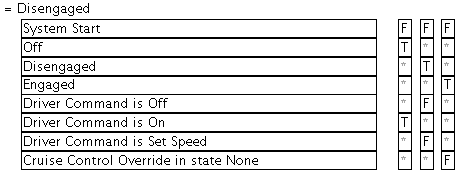 = Disengaged
System Start F F F
Off T * *
Disengaged * T *
Engaged * * T
Driver Command is Off * F *
Driver Command is On T * *
Driver Command is Set Speed * F *
Cruise Control Override in state None * * F